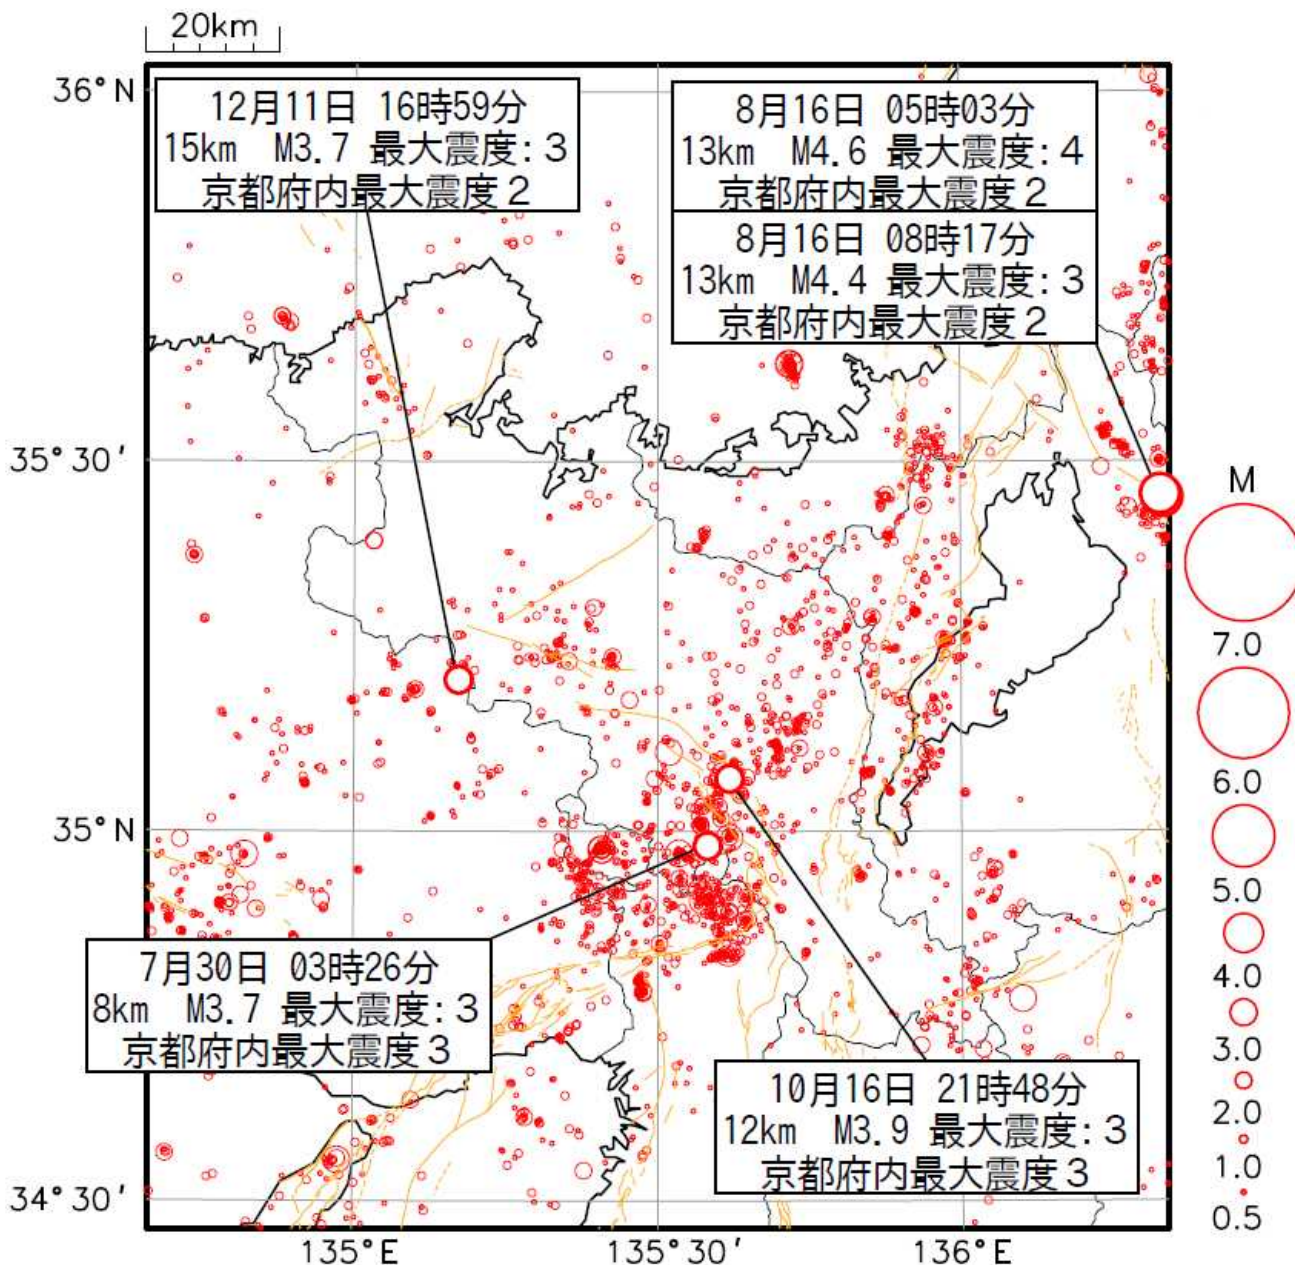 20km
36°N
12月11日 16時59分
15km M3.7 最大震度:3
京都府内最大震度2
8月16日 05時03分
13km M4.6 最大震度:4
京都府内最大震度2
8月16日 08時17分
13km M4.4 最大震度:3
京都府内最大震度2
35°30′
M
7.0
6.0
5.0
4.0
3.0
2.0
1.0
0.5
35°N
7月30日 03時26分
8km M3.7 最大震度:3
京都府内最大震度3
10月16日 21時48分
12km M3.9 最大震度:3
京都府内最大震度3
34°30′
135°E
135°30′
136°E